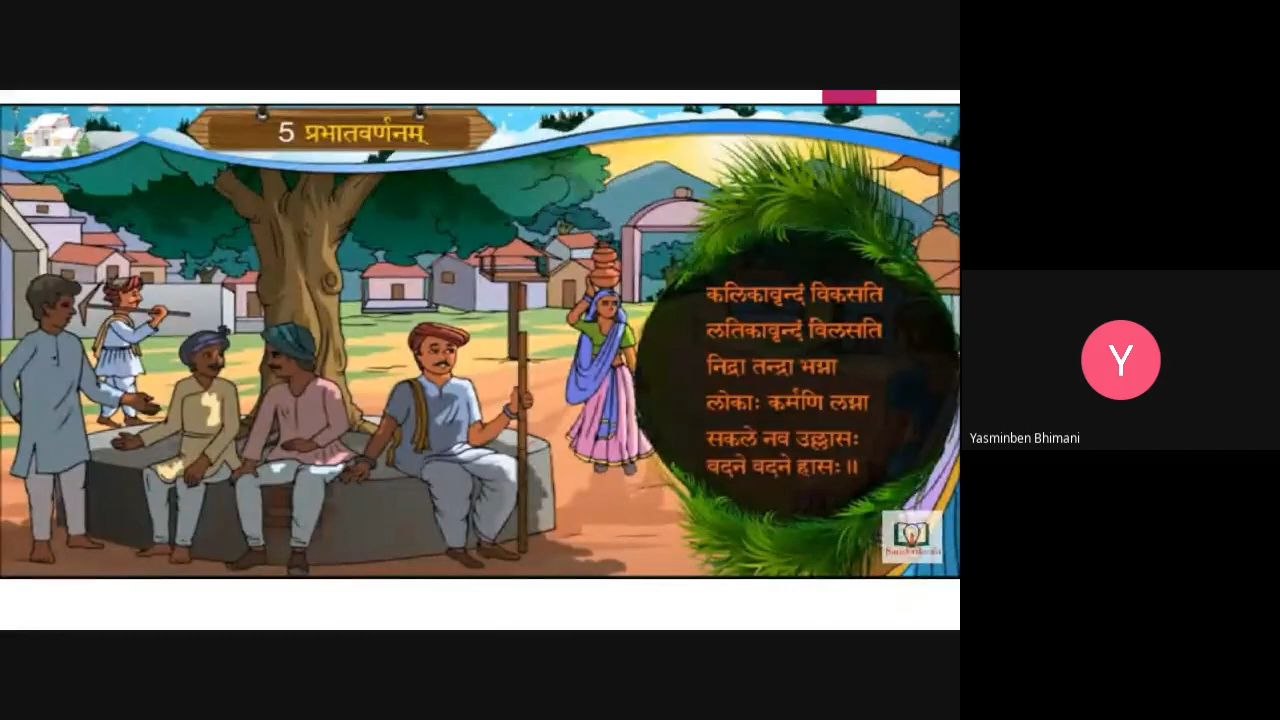 5 प्रभातवर्णनम्
कलिकावृन्दं विकसति
लतिकावृन्दं विलसति
निद्रा तन्द्रा भग्ना
लोकाः कर्मणि लग्ना
सकले नव उल्लासः
वदने वदने हासः॥
Y
Yasminben Bhimani